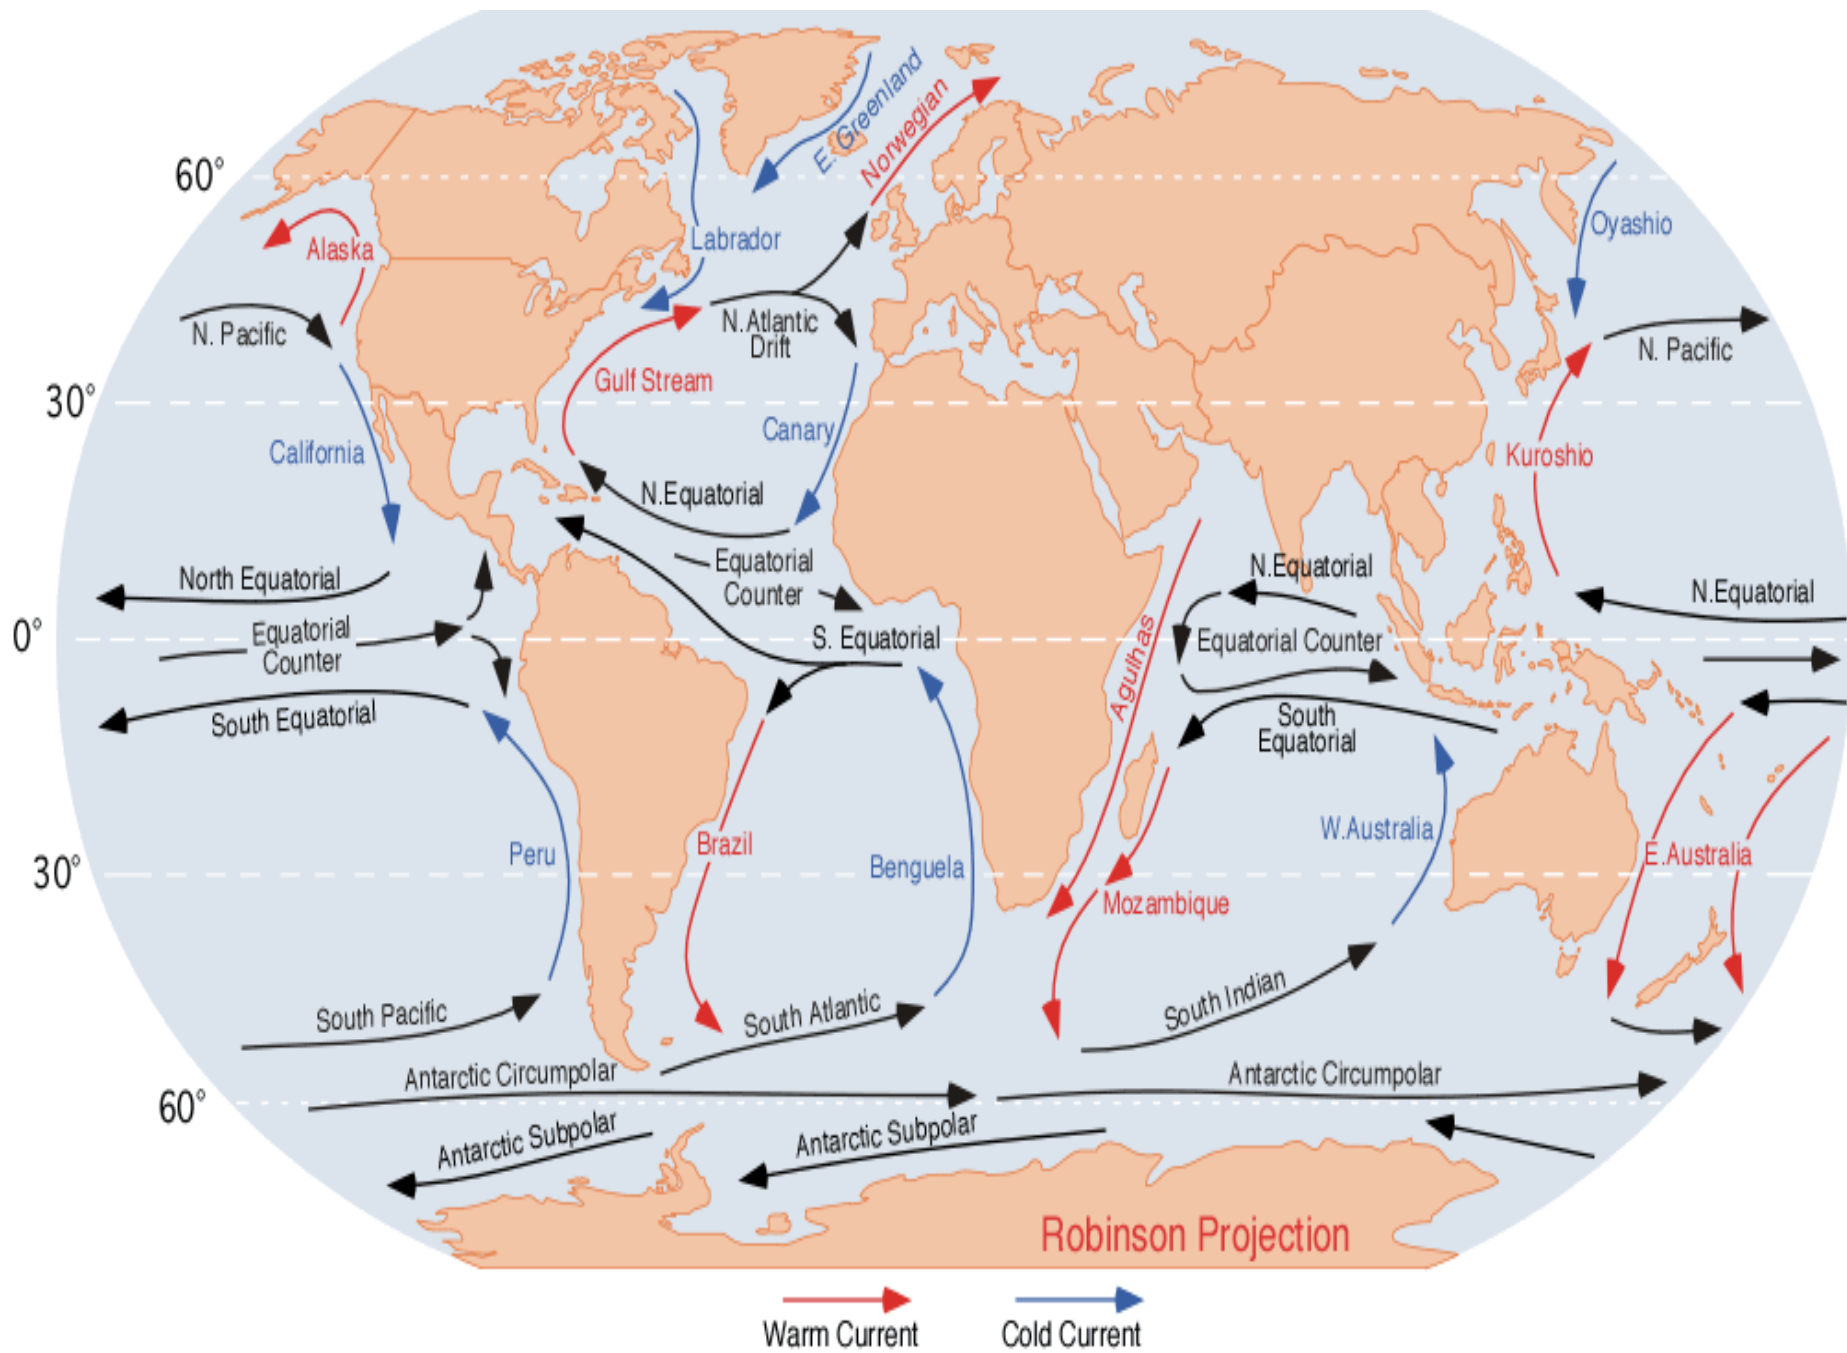 E. Greenland
Norwegian
60°
Labrador
Oyashio
Alaska
N. Pacific
N.Atlantic
Drift
N. Pacific
Gulf Stream
30°
California
Canary
Kuroshio
N.Equatorial
North Equatorial
Equatorial
Counter
N.Equatorial
N.Equatorial
0°
Equatorial
Counter
S. Equatorial
Agulhas
Equatorial Counter
South Equatorial
South
Equatorial
Peru
Brazil
Benguela
W.Australia
E.Australia
30°
Mozambique
South Pacific
South Atlantic
South Indian
Antarctic Circumpolar
Antarctic Circumpolar
60°
Antarctic Subpolar
Antarctic Subpolar
Robinson Projection
Warm Current
Cold Current